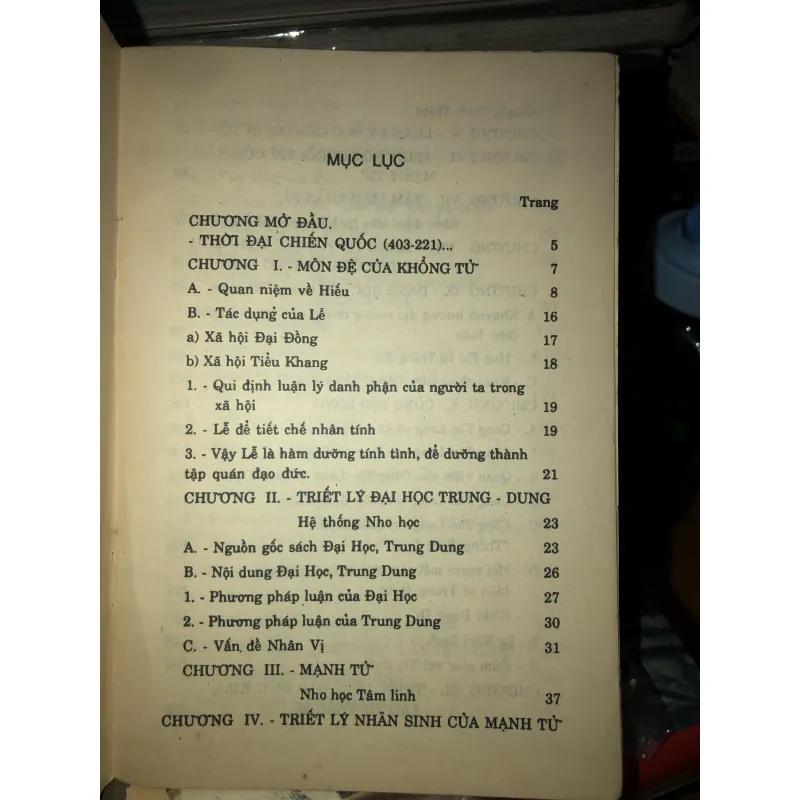 MỤC LỤC
Trang
CHƯƠNG MỞ ĐẦU.
- THỜI ĐẠI CHIẾN QUỐC (403-221)... 5
CHƯƠNG I. - MÔN ĐỆ CỦA KHỔNG TỬ 7
A. - Quan niệm về Hiếu 8
B. - Tác dụng của Lễ 16
a) Xã hội Đại Đồng 17
b) Xã hội Tiểu Khang 18
1. - Qui định luận lý danh phận của người ta trong
xã hội 19
2. - Lễ để tiết chế nhân tính 19
3. - Vậy Lễ là hàm dưỡng tính tình, để dưỡng thành
tập quán đạo đức. 21
CHƯƠNG II. - TRIẾT LÝ ĐẠI HỌC TRUNG - DUNG
Hệ thống Nho học 23
A. - Nguồn gốc sách Đại Học, Trung Dung 23
B. - Nội dung Đại Học, Trung Dung 26
1. - Phương pháp luận của Đại Học 27
2. - Phương pháp luận của Trung Dung 30
C. - Vấn đề Nhân Vị 31
CHƯƠNG III. - MẠNH TỬ
Nho học Tâm linh 37
CHƯƠNG IV. - TRIẾT LÝ NHÂN SINH CỦA MẠNH TỬ